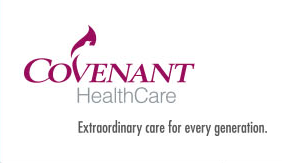 COVENANT
HealthCare
Extraordinary care for every generation.